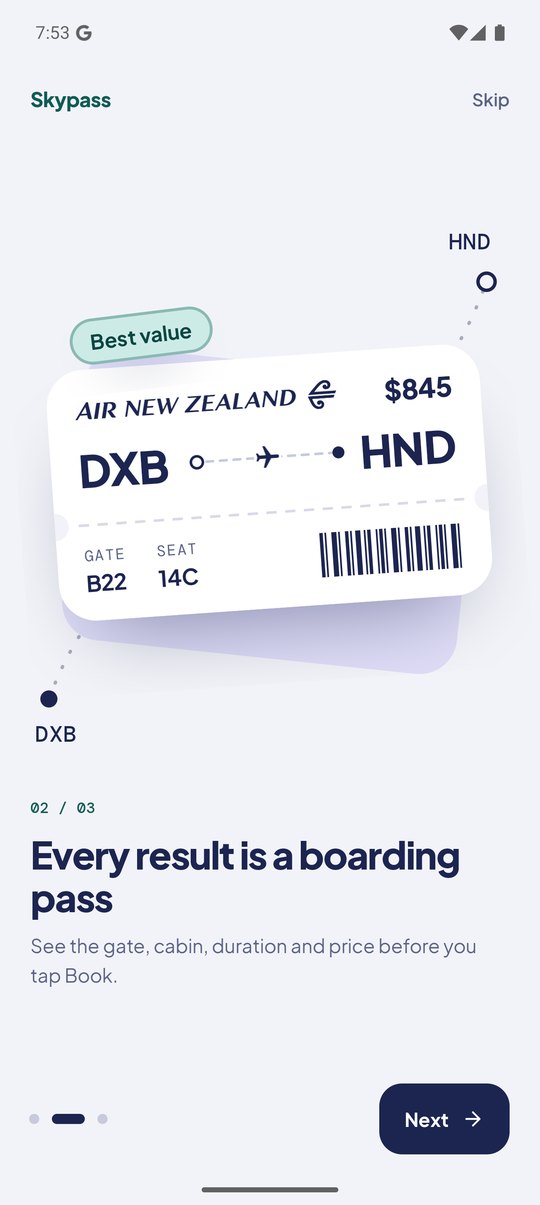 7:53 G
Skypass
Skip
HND
Best value
AIR NEW ZEALAND
$845
DXB
HND
GATE
SEAT
B22
14C
DXB
02 / 03
Every result is a boarding
pass
See the gate, cabin, duration and price before you
tap Book.
Next